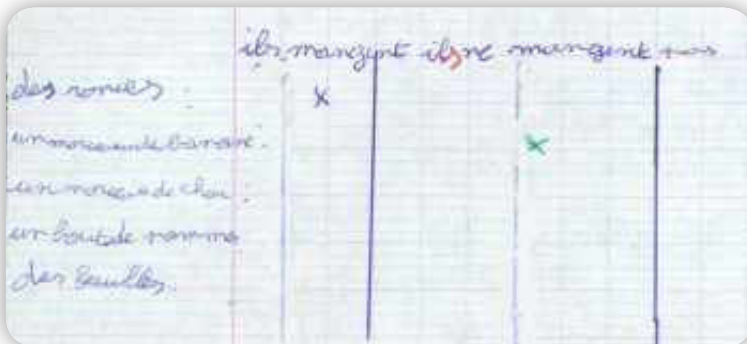 ils mangent ils ne mangent pas
des ronces
un morceau de banane.
un morceau de chou.
un bout de pomme
des feuilles.